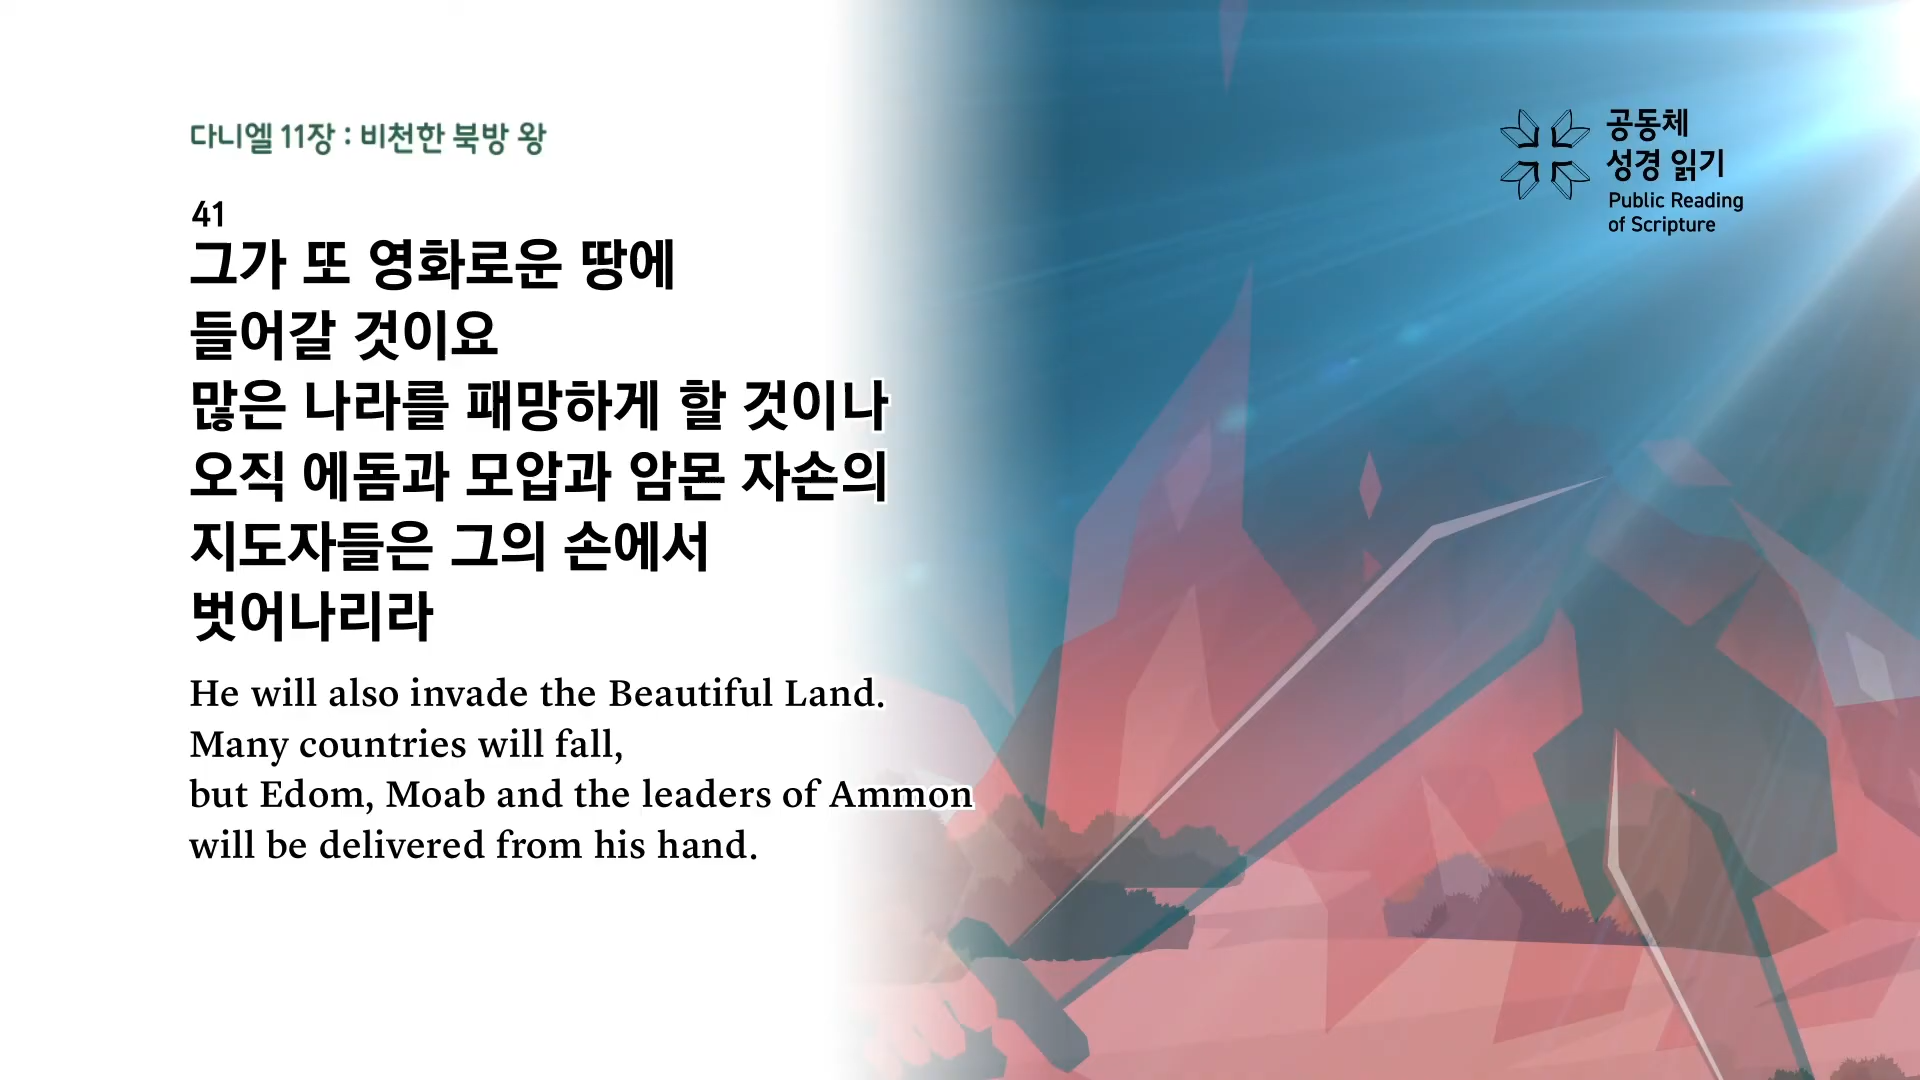 다니엘 11장 : 비천한 북방 왕
41
그가 또 영화로운 땅에
들어갈 것이요
많은 나라를 패망하게 할 것이나
오직 에돔과 모압과 암몬 자손의
지도자들은 그의 손에서
벗어나리라
He will also invade the Beautiful Land.
Many countries will fall,
but Edom, Moab and the leaders of Ammon
will be delivered from his hand.
공동체
성경 읽기
Public Reading
of Scripture